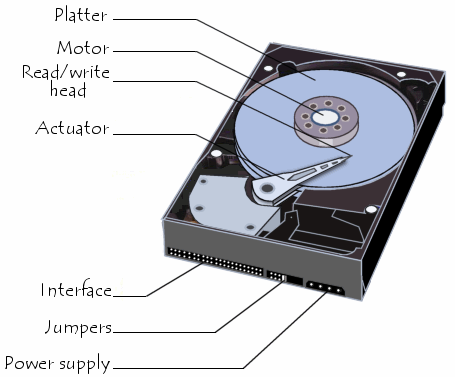 Platter
Motor
Read/write
head
Actuator
Interface
Jumpers
Power supply